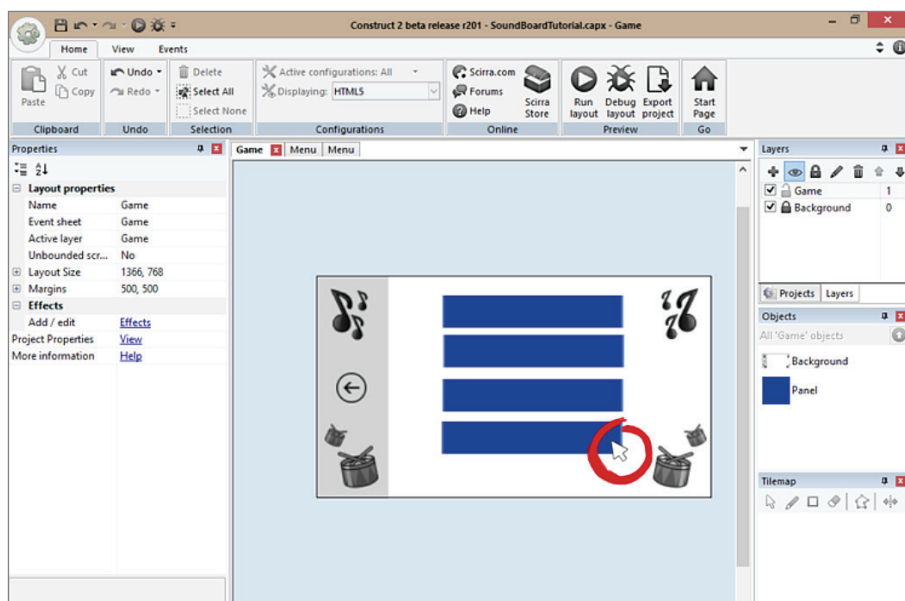 Construct 2 beta release r201 - SoundBoardTutorial.capx - Game
Home View Events
Paste
Cut
Copy
Clipboard
Undo
Redo
Undo
Delete
Select All
Select None
Selection
Active configurations: All
Displaying: HTML5
Configurations
Scirra.com
Forums
Help
Scirra
Store
Online
Run
layout
Debug
layout
Export
project
Preview
Start
Page
Go
Properties
Layout properties
Name Game
Event sheet Game
Active layer Game
Unbounded scr... No
Layout Size 1366, 768
Margins 500, 500
Effects
Add / edit Effects
Project Properties View
More information Help
Game Menu Menu
Layers
Game 1
Background 0
Projects Layers
Objects
All 'Game' objects
Background
Panel
Tilemap